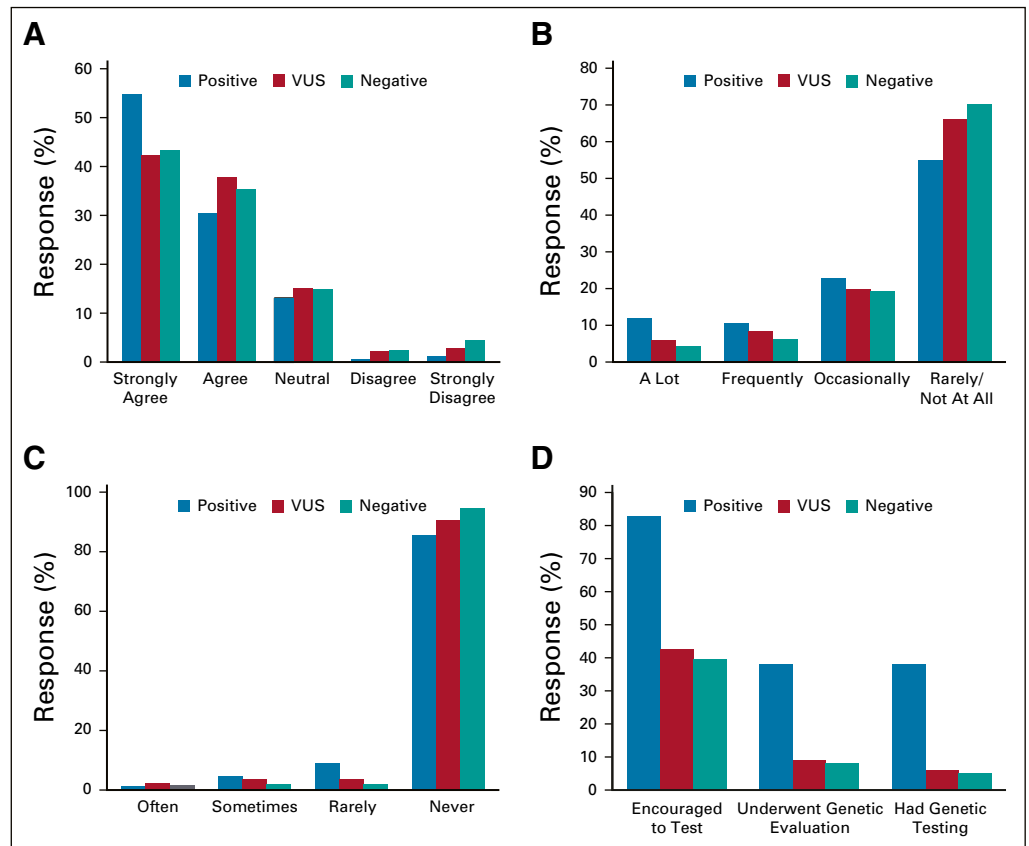 A
Response (%)
60
50
40
30
20
10
0
Positive VUS Negative
Strongly Agree
Agree
Neutral
Disagree
Strongly Disagree
B
Response (%)
80
70
60
50
40
30
20
10
0
Positive VUS Negative
A Lot
Frequently
Occasionally
Rarely/
Not At All
C
Response (%)
100
80
60
40
20
0
Positive VUS Negative
Often
Sometimes
Rarely
Never
D
Response (%)
90
80
70
60
50
40
30
20
10
0
Positive VUS Negative
Encouraged
to Test
Underwent Genetic
Evaluation
Had Genetic
Testing